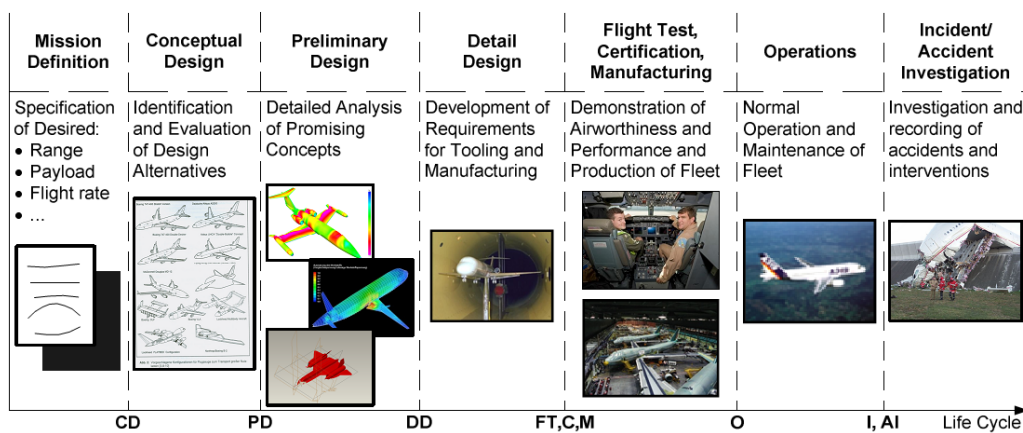 Mission
Definition
Conceptual
Design
Preliminary
Design
Detail
Design
Flight Test,
Certification,
Manufacturing
Operations
Incident/
Accident
Investigation
Specification
of Desired:
• Range
• Payload
• Flight rate
• ...
Identification
and Evaluation
of Design
Alternatives
Detailed Analysis
of Promising
Concepts
Development of
Requirements
for Tooling and
Manufacturing
Demonstration of
Airworthiness and
Performance and
Production of Fleet
Normal
Operation and
Maintenance of
Fleet
Investigation and
recording of
accidents and
interventions
CD
PD
DD
FT,C,M
O
I, AI
Life Cycle